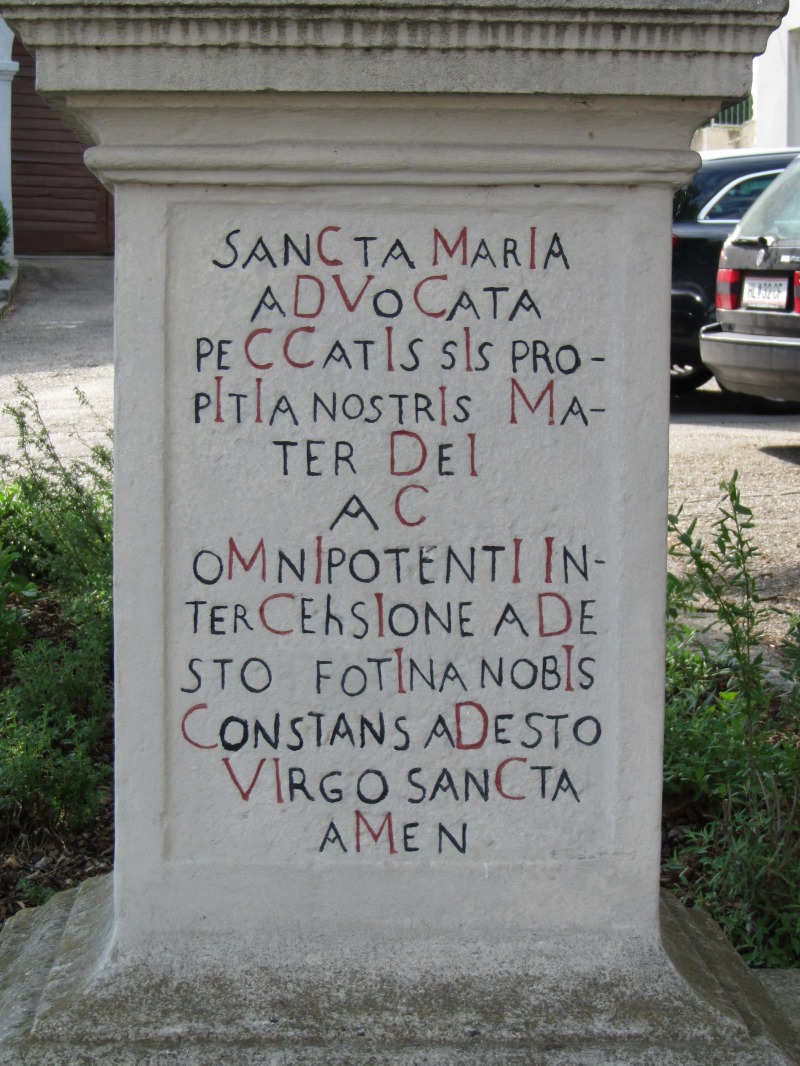 SANCTA MARIA
ADVOCATA
PECCATIS SIS PRO-
PITIA NOSTRIS MA-
TER DEI
AC
OMNIPOTENTI IN-
TERCEhSIONE ADE
STO FOTINA NOBIS
CONSTANS ADESTO
VIRGO SANCTA
AMEN